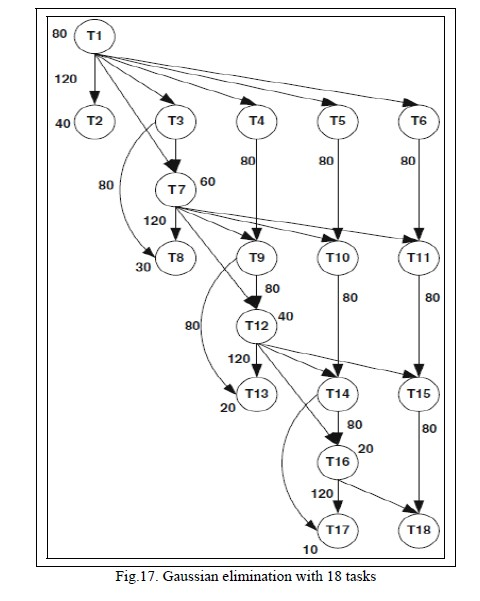 80 T1
120
40 T2 T3 T4 T5 T6
80 80 80
80 T7 60
120
30 T8 T9 T10 T11
80 80 80
80 T12 40
120
20 T13 T14 T15
80 80
T16 20
120
10 T17 T18
Fig.17. Gaussian elimination with 18 tasks